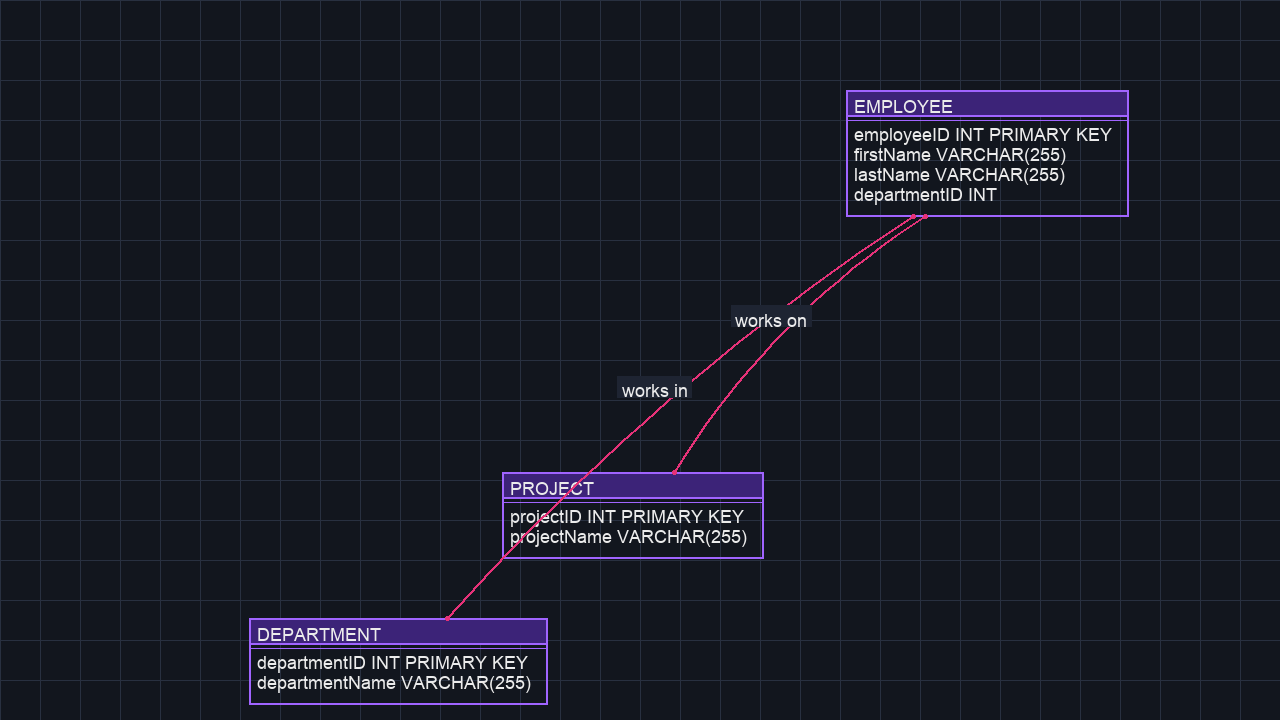 EMPLOYEE
employeeID INT PRIMARY KEY
firstName VARCHAR(255)
lastName VARCHAR(255)
departmentID INT
works on
works in
PROJECT
projectID INT PRIMARY KEY
projectName VARCHAR(255)
DEPARTMENT
departmentID INT PRIMARY KEY
departmentName VARCHAR(255)